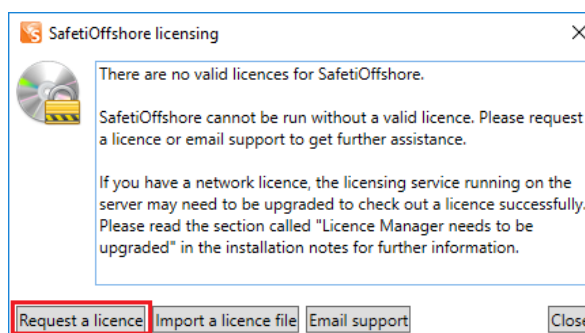 SafetiOffshore licensing
There are no valid licences for SafetiOffshore.
SafetiOffshore cannot be run without a valid licence. Please request
a licence or email support to get further assistance.
If you have a network licence, the licensing service running on the
server may need to be upgraded to check out a licence successfully.
Please read the section called "Licence Manager needs to be
upgraded" in the installation notes for further information.
Request a licence Import a licence file Email support Close